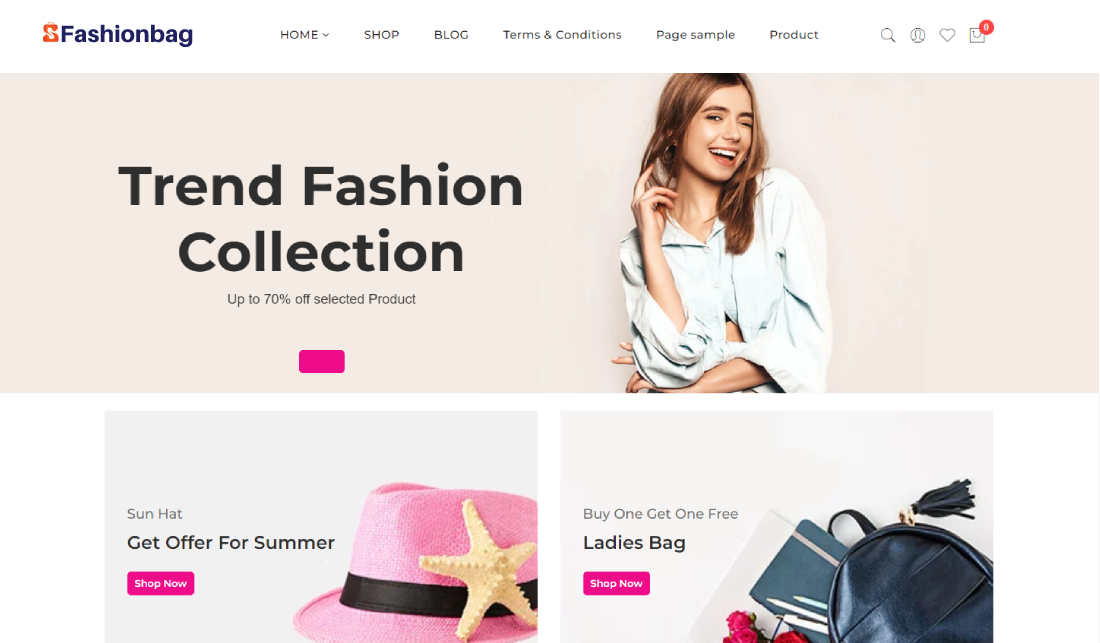 Fashionbag
HOME SHOP BLOG Terms & Conditions Page sample Product
0
Trend Fashion
Collection
Up to 70% off selected Product
Sun Hat
Get Offer For Summer
Shop Now
Buy One Get One Free
Ladies Bag
Shop Now